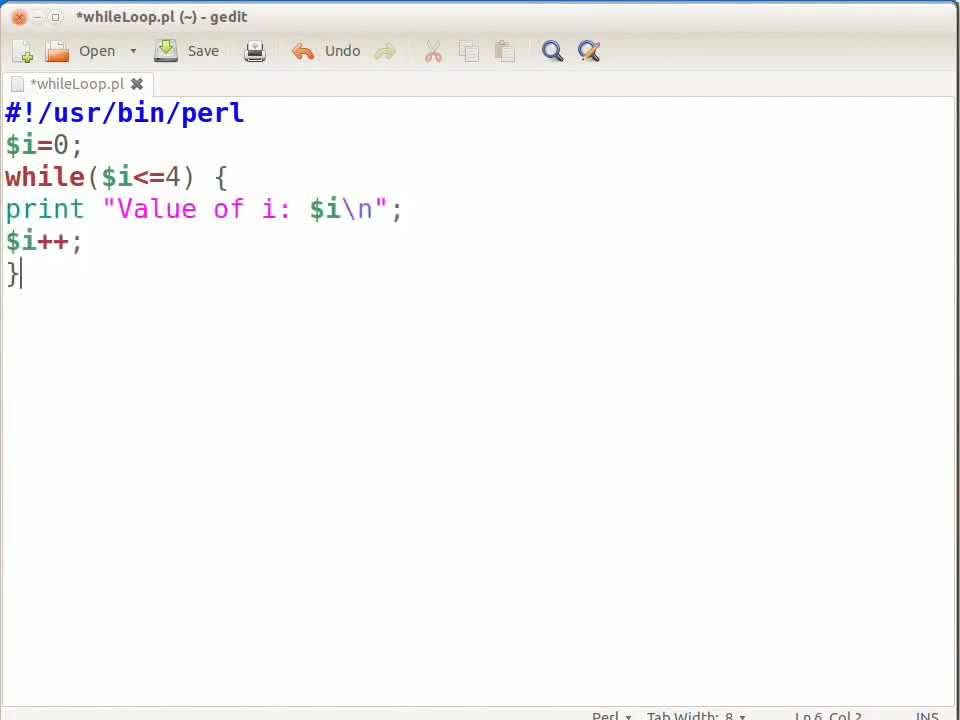 *whileLoop.pl (~) - gedit
Open Save Undo
*whileLoop.pl
#!/usr/bin/perl
$i=0;
while($i<=4) {
print "Value of i: $i\n";
$i++;
}
Perl Tab Width: 8 Ln 6, Col 2 INS